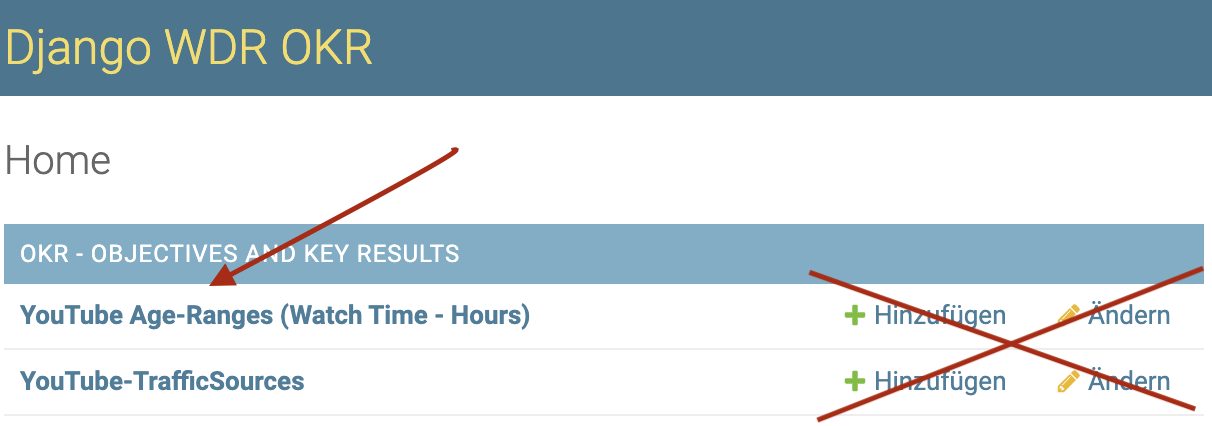 Django WDR OKR
Home
OKR - OBJECTIVES AND KEY RESULTS
YouTube Age-Ranges (Watch Time - Hours) Hinzufügen Ändern
YouTube-TrafficSources Hinzufügen Ändern